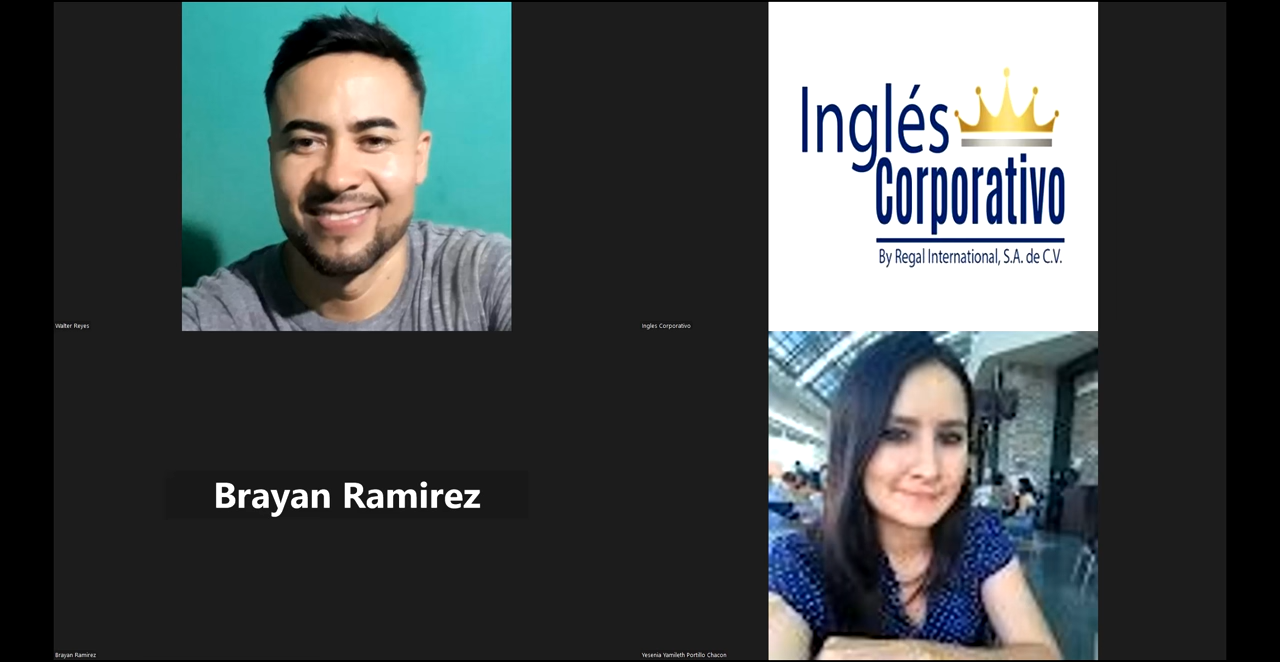 Inglés
Corporativo
By Regal International, S.A. de C.V.
Walter Reyes
Ingles Corporativo
Brayan Ramirez
Brayan Ramirez
Yesenia Yamileth Portillo Chacon